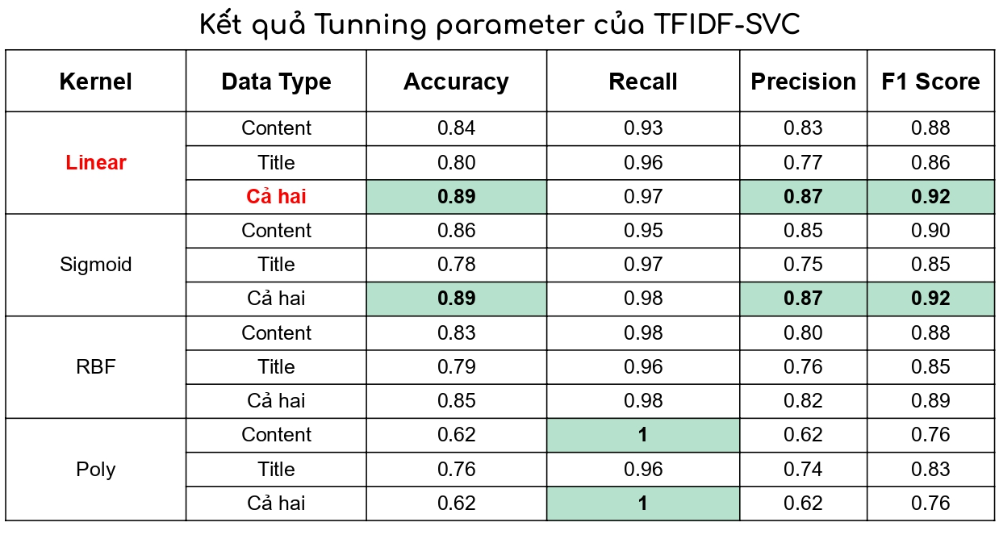 Kết quả Tunning parameter của TFIDF-SVC
Kernel Data Type Accuracy Recall Precision F1 Score
Linear Content 0.84 0.93 0.83 0.88
Title 0.80 0.96 0.77 0.86
Cả hai 0.89 0.97 0.87 0.92
Sigmoid Content 0.86 0.95 0.85 0.90
Title 0.78 0.97 0.75 0.85
Cả hai 0.89 0.98 0.87 0.92
RBF Content 0.83 0.98 0.80 0.88
Title 0.79 0.96 0.76 0.85
Cả hai 0.85 0.98 0.82 0.89
Poly Content 0.62 1 0.62 0.76
Title 0.76 0.96 0.74 0.83
Cả hai 0.62 1 0.62 0.76